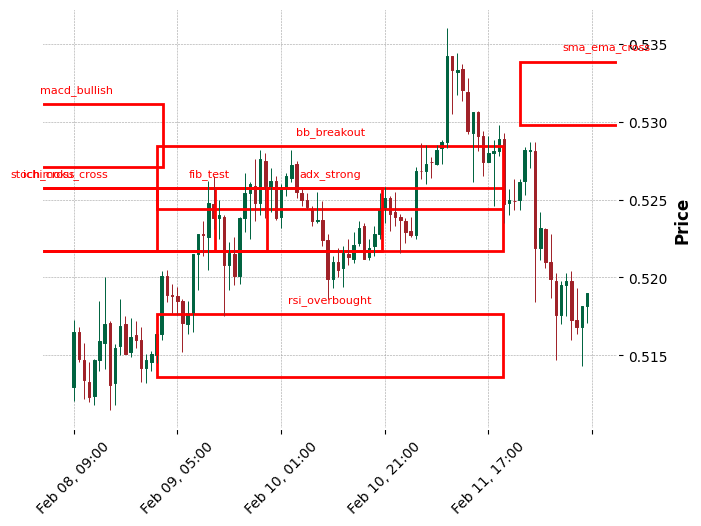 sma_ema_cross
0.535
macd_bullish
bb_breakout
0.530
fib_test
adx_strong
0.525
Price
0.520
rsi_overbought
0.515
Feb 08, 09:00
Feb 09, 05:00
Feb 10, 01:00
Feb 10, 21:00
Feb 11, 17:00